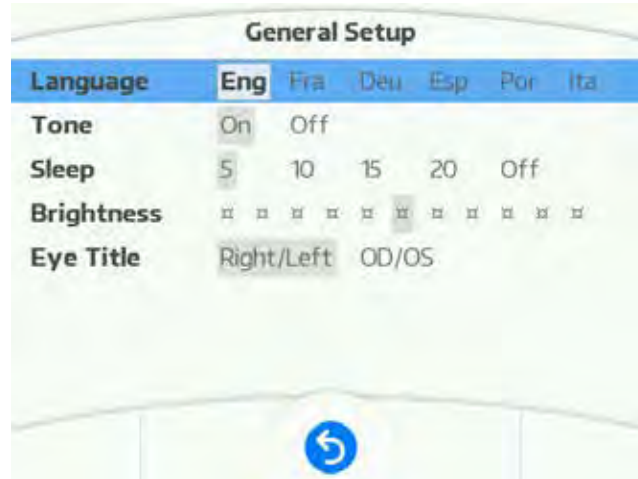 General Setup
Language Eng Fra Deu Esp Por Ita
Tone On Off
Sleep 5 10 15 20 Off
Brightness ¤ ¤ ¤ ¤ ¤ ¤ ¤ ¤ ¤ ¤ ¤
Eye Title Right/Left OD/OS